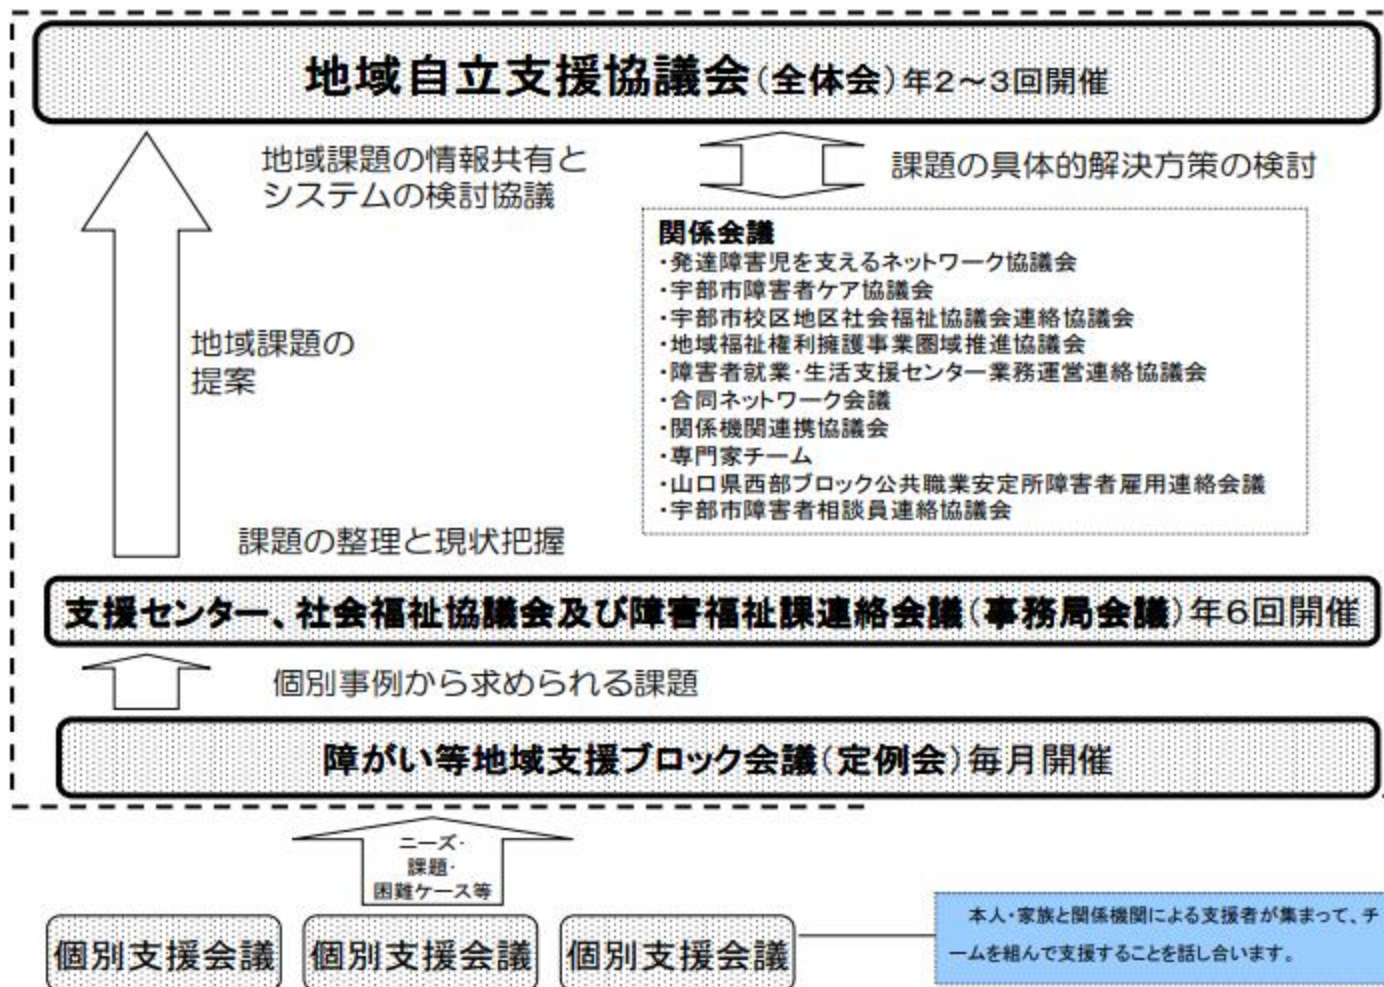 地域自立支援協議会(全体会)年2～3回開催
地域課題の情報共有と
システムの検討協議
課題の具体的解決方策の検討
関係会議
・発達障害児を支えるネットワーク協議会
・宇部市障害者ケア協議会
・宇部市校区地区社会福祉協議会連絡協議会
・地域福祉権利擁護事業圏域推進協議会
・障害者就業・生活支援センター業務運営連絡協議会
・合同ネットワーク会議
・関係機関連携協議会
・専門家チーム
・山口県西部ブロック公共職業安定所障害者雇用連絡会議
・宇部市障害者相談員連絡協議会
地域課題の
提案
課題の整理と現状把握
支援センター、社会福祉協議会及び障害福祉課連絡会議(事務局会議)年6回開催
個別事例から求められる課題
障がい等地域支援ブロック会議(定例会)毎月開催
ニーズ・
課題・
困難ケース等
個別支援会議
個別支援会議
個別支援会議
本人・家族と関係機関による支援者が集まって、チ
ームを組んで支援することを話し合います。